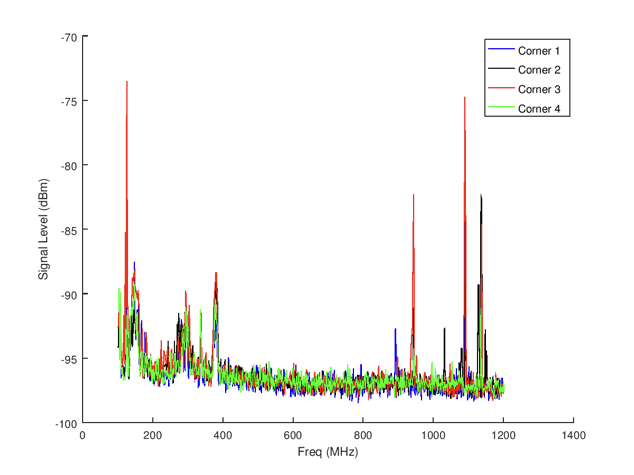 -70
-75
-80
-85
-90
-95
-100
Signal Level (dBm)
Corner 1
Corner 2
Corner 3
Corner 4
0 200 400 600 800 1000 1200 1400
Freq (MHz)